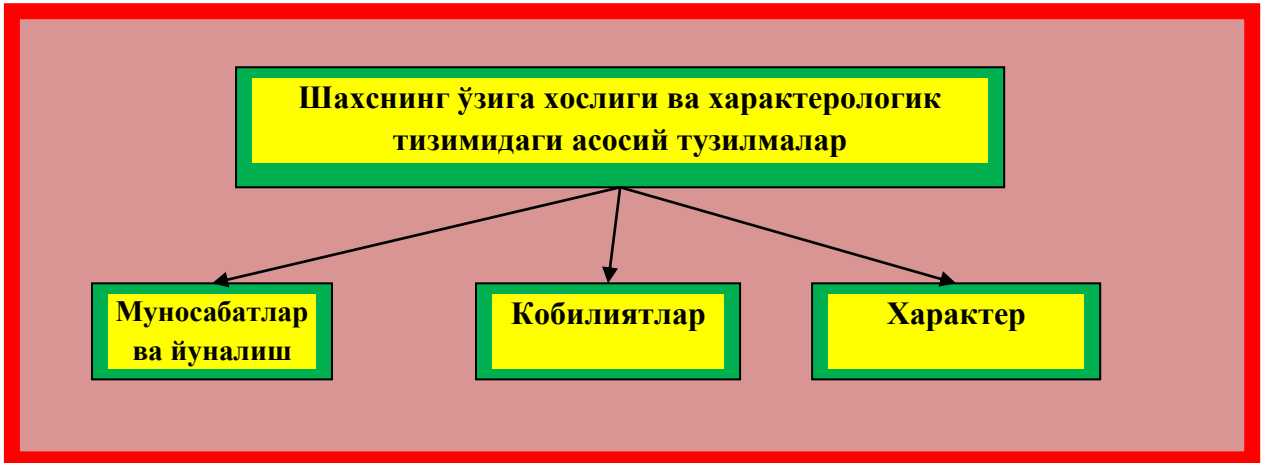 Шахснинг ўзига хослиги ва характерологик
тизимидаги асосий тузилмалар
Муносабатлар
ва йуналиш
Кобилиятлар
Характер